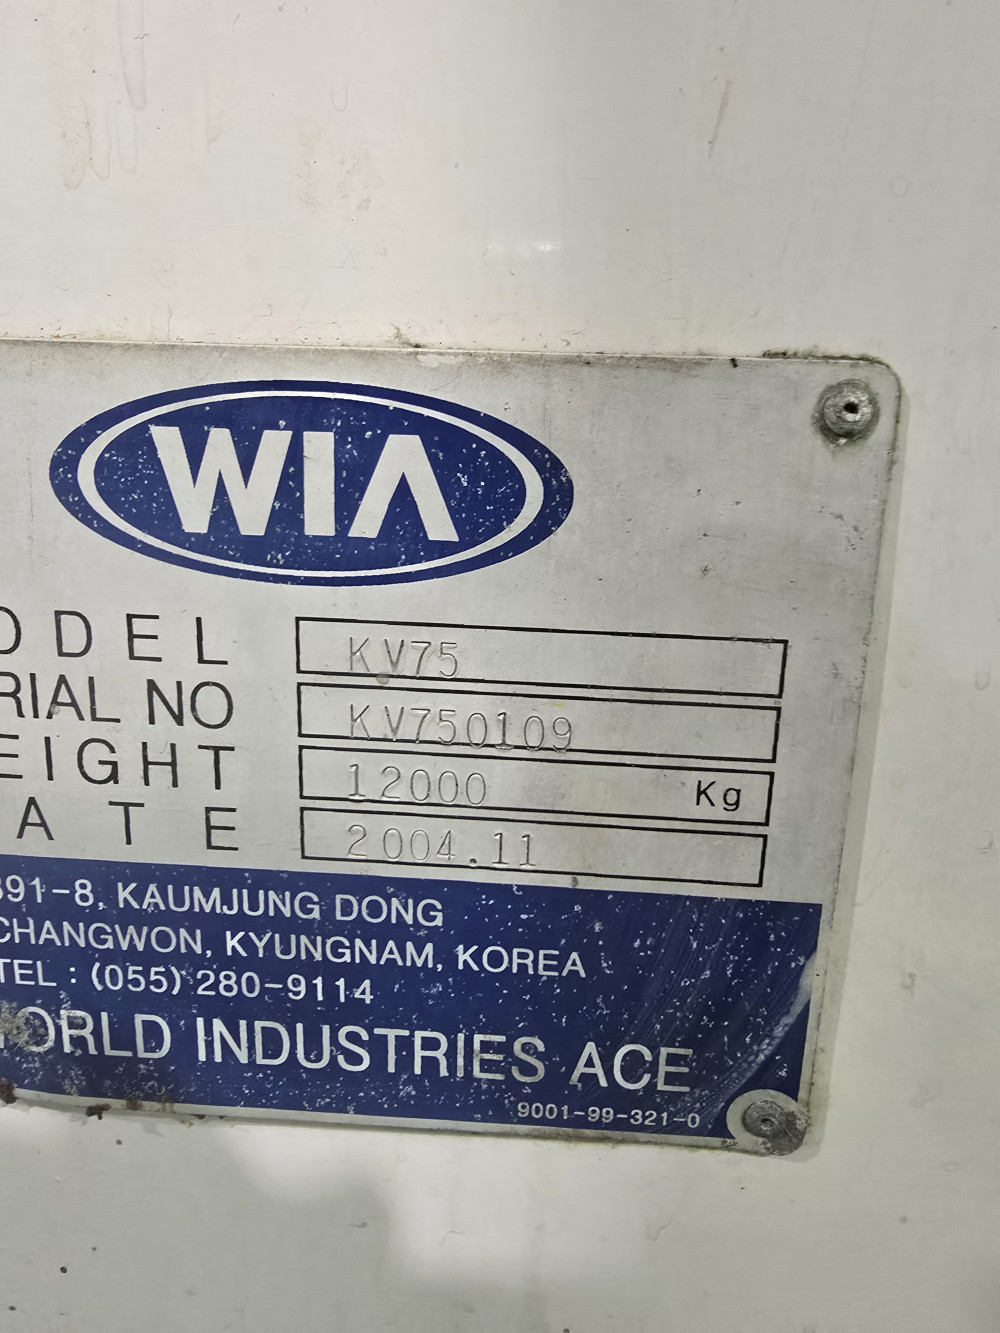 WIA
ODEL KV75
RIAL NO KV750109
EIGHT 12000 Kg
ATE 2004.11
391-8, KAUMJUNG DONG
CHANGWON, KYUNGNAM, KOREA
TEL : (055) 280-9114
WORLD INDUSTRIES ACE
9001-99-321-0